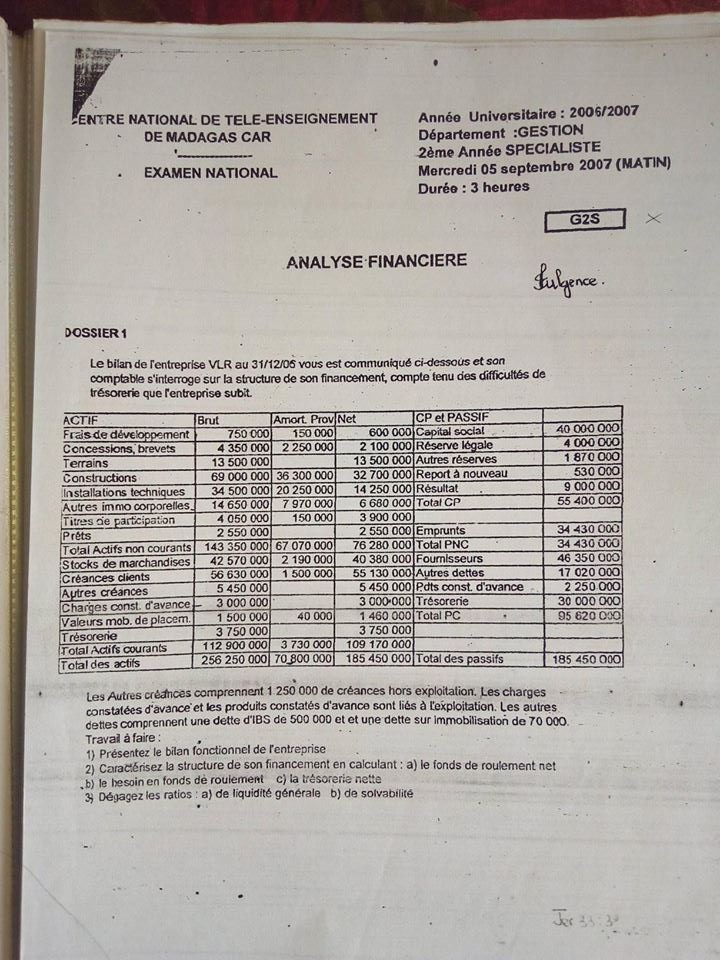 ENTRE NATIONAL DE TELE-ENSEIGNEMENT
DE MADAGAS CAR
EXAMEN NATIONAL
Année Universitaire : 2006/2007
Département :GESTION
2ème Année SPECIALISTE
Mercredi 05 septembre 2007 (MATIN)
Durée : 3 heures
G2S
ANALYSE FINANCIERE
Fulgence.
DOSSIER 1
Le bilan de l'entreprise VLR au 31/12/06 vous est communiqué ci-dessous et son
comptable s'interroge sur la structure de son financement, compte tenu des difficultés de
trésorerie que l'entreprise subit.
ACTIF Brut Amort. Prov Net CP et PASSIF
Frais de développement 750 000 150 000 600 000 Capital social 40 000 000
Concessions, brevets 4 350 000 2 250 000 2 100 000 Réserve légale 4 000 000
Terrains 13 500 000 13 500 000 Autres réserves 1 870 000
Constructions 69 000 000 36 300 000 32 700 000 Report à nouveau 530 000
Installations techniques 34 500 000 20 250 000 14 250 000 Résultat 9 000 000
Autres immo corporelles 14 650 000 7 970 000 6 680 000 Total CP 55 400 000
Titres de participation 4 050 000 150 000 3 900 000
Prêts 2 550 000 2 550 000 Emprunts 34 430 000
Total Actifs non courants 143 350 000 67 070 000 76 280 000 Total PNC 34 430 000
Stocks de marchandises 42 570 000 2 190 000 40 380 000 Fournisseurs 46 350 000
Créances clients 56 630 000 1 500 000 55 130 000 Autres dettes 17 020 000
Autres créances 5 450 000 5 450 000 Pdts const. d'avance 2 250 000
Charges const. d'avance 3 000 000 3 000 000 Trésorerie 30 000 000
Valeurs mob. de placem. 1 500 000 40 000 1 460 000 Total PC 95 620 000
Trésorerie 3 750 000 3 750 000
Total Actifs courants 112 900 000 3 730 000 109 170 000
Total des actifs 256 250 000 70 800 000 185 450 000 Total des passifs 185 450 000
Les Autres créances comprennent 1 250 000 de créances hors exploitation. Les charges
constatées d'avance et les produits constatés d'avance sont liés à l'exploitation. Les autres
dettes comprennent une dette d'IBS de 500 000 et et une dette sur immobilisation de 70 000.
Travail à faire :
1) Présentez le bilan fonctionnel de l'entreprise
2) Caractérisez la structure de son financement en calculant : a) le fonds de roulement net
b) le besoin en fonds de roulement c) la trésorerie nette
3) Dégagez les ratios : a) de liquidité générale b) de solvabilité